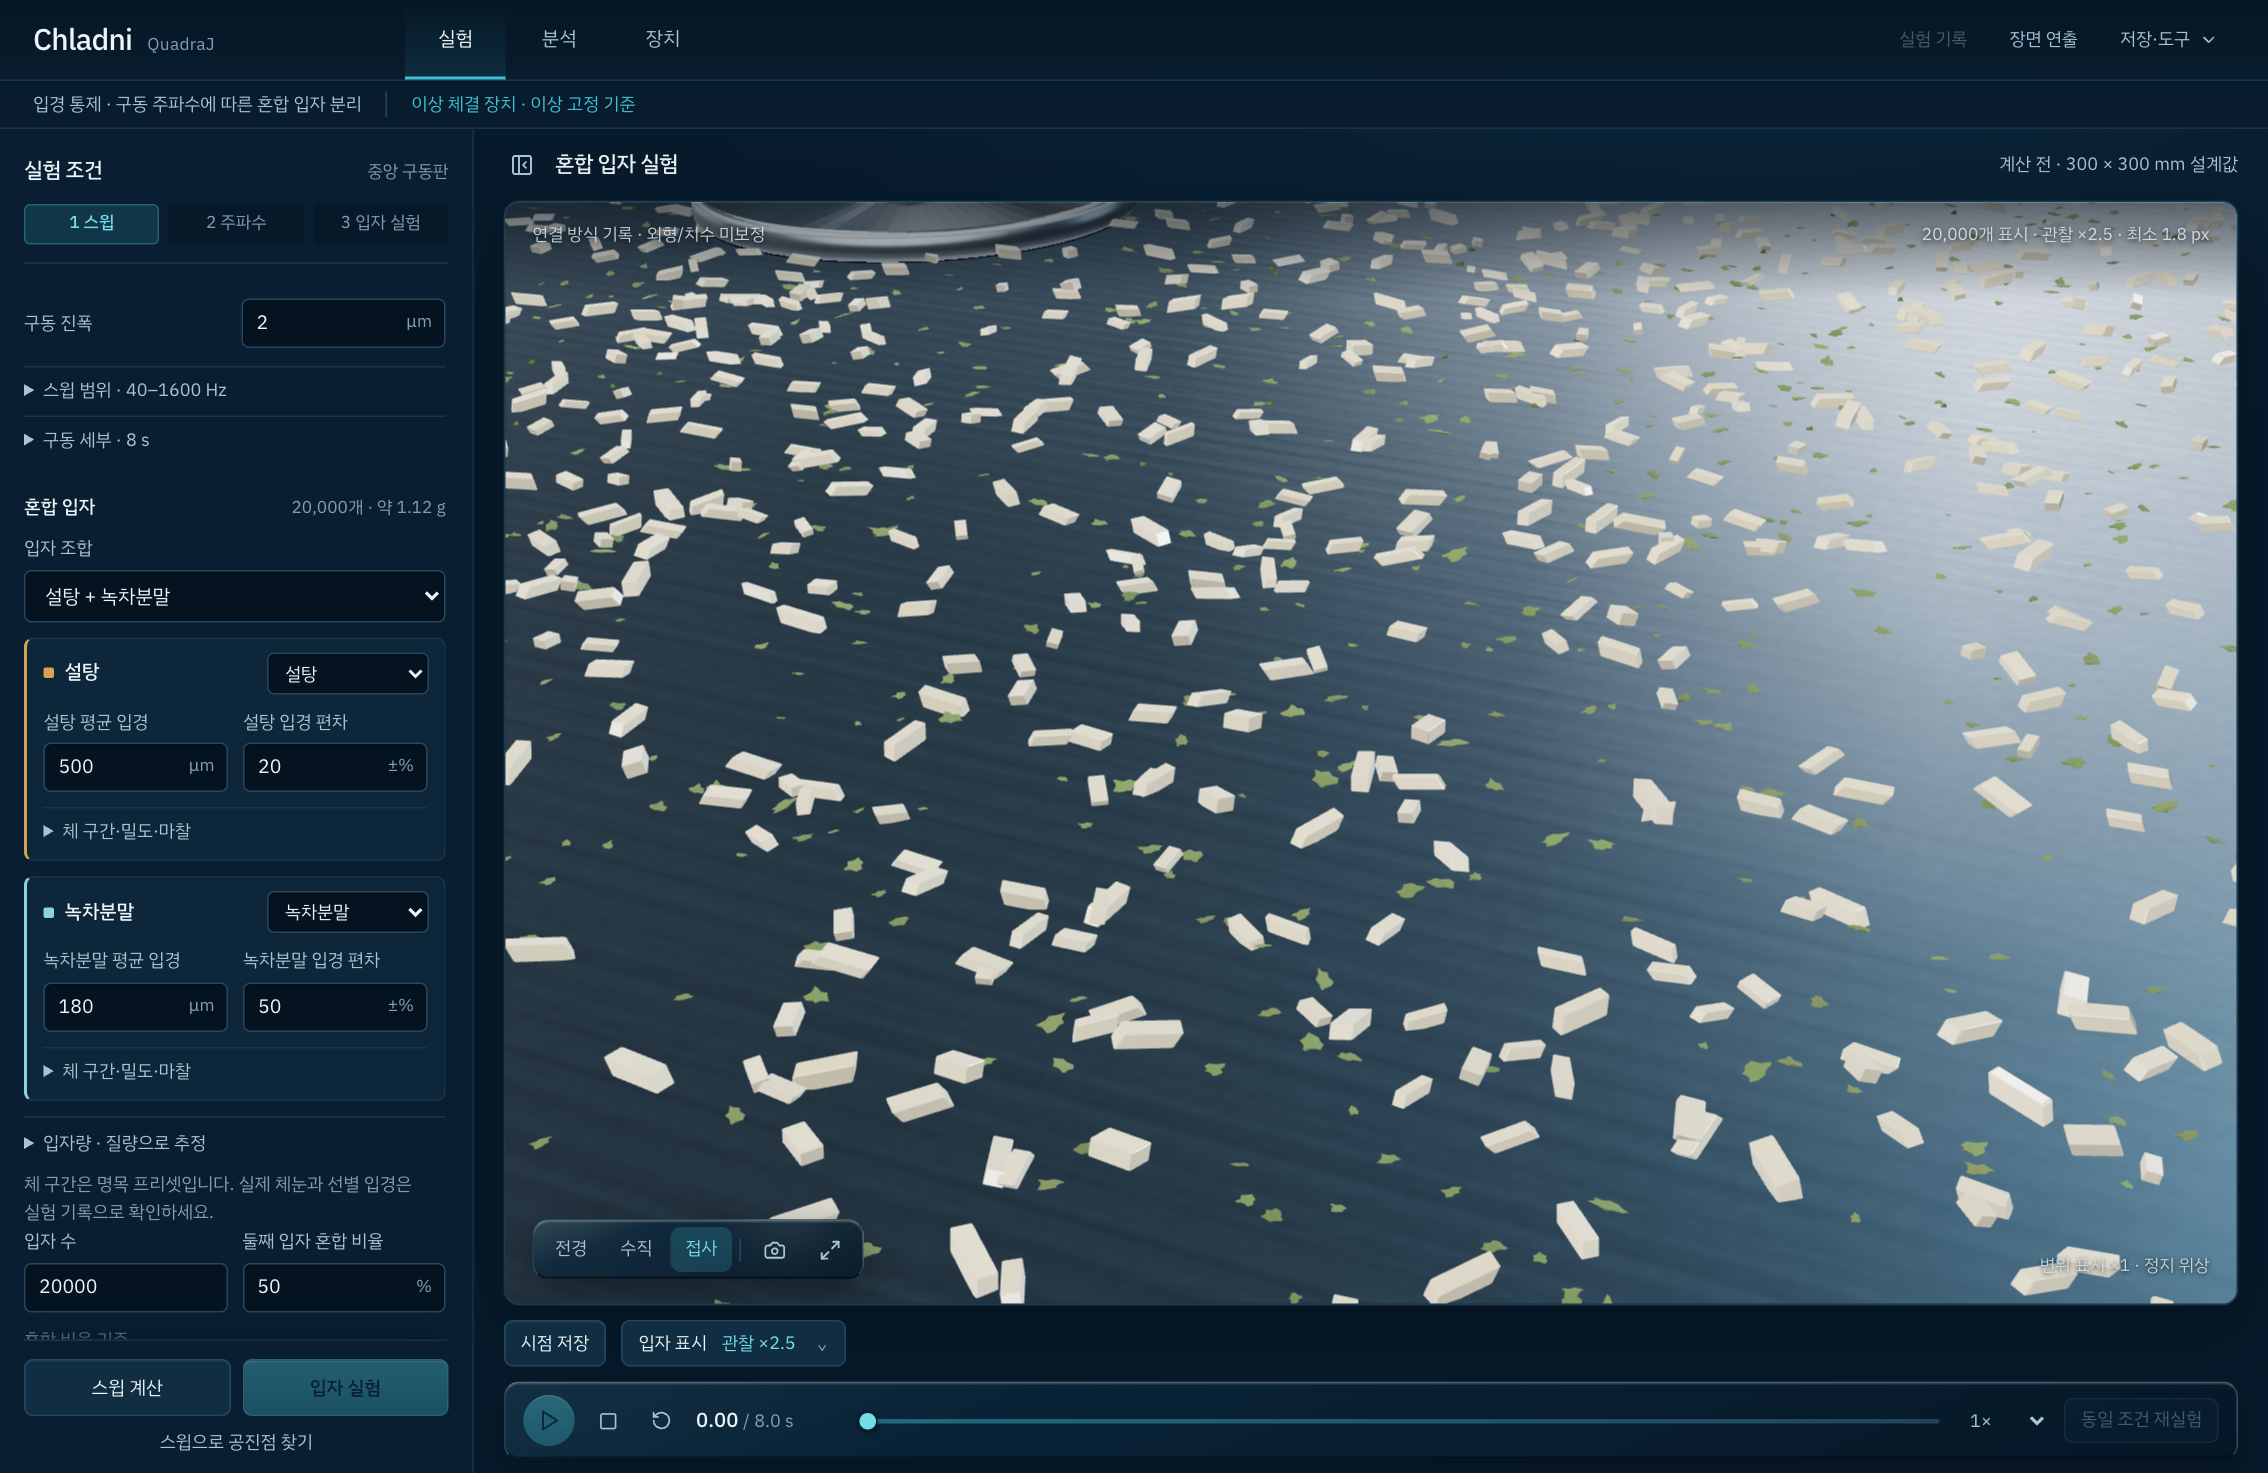 Chladni QuadraJ
실험 분석 장치
실험 기록 장면 연출 저장·도구
입경 통제 · 구동 주파수에 따른 혼합 입자 분리
이상 체결 장치 · 이상 고정 기준
실험 조건 중앙 구동판
1 스윕 2 주파수 3 입자 실험
구동 진폭 2 μm
▶ 스윕 범위 · 40–1600 Hz
▶ 구동 세부 · 8 s
혼합 입자 20,000개 · 약 1.12 g
입자 조합
설탕 + 녹차분말
설탕 설탕
설탕 평균 입경 설탕 입경 편차
500 μm 20 ±%
▶ 체 구간·밀도·마찰
녹차분말 녹차분말
녹차분말 평균 입경 녹차분말 입경 편차
180 μm 50 ±%
▶ 체 구간·밀도·마찰
▶ 입자량 · 질량으로 추정
체 구간은 명목 프리셋입니다. 실제 체눈과 선별 입경은
실험 기록으로 확인하세요.
입자 수 둘째 입자 혼합 비율
20000 50 %
혼합 비율 기준
스윕 계산 입자 실험
스윕으로 공진점 찾기
혼합 입자 실험
계산 전 · 300 × 300 mm 설계값
연결 방식 기록 · 외형/치수 미보정
20,000개 표시 · 관찰 ×2.5 · 최소 1.8 px
전경 수직 접사
변위 표시 ×1 · 정지 위상
시점 저장 입자 표시 관찰 ×2.5
0.00 / 8.0 s 1× 동일 조건 재실험